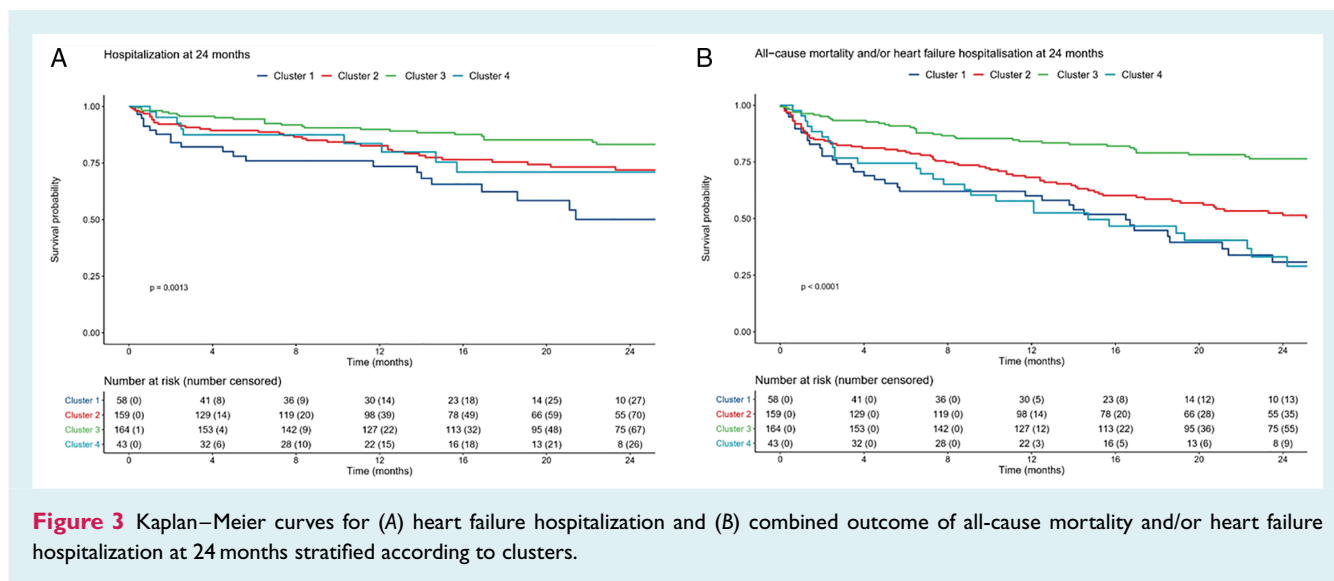 A
Hospitalization at 24 months
Cluster 1 Cluster 2 Cluster 3 Cluster 4
Survival probability
1.00
0.75
0.50
0.25
0.00
p = 0.0013
0 4 8 12 16 20 24
Time (months)
Number at risk (number censored)
Cluster 1 58 (0) 41 (8) 36 (9) 30 (14) 23 (18) 14 (25) 10 (27)
Cluster 2 159 (0) 129 (14) 119 (20) 98 (39) 78 (49) 66 (59) 55 (70)
Cluster 3 164 (1) 153 (4) 142 (9) 127 (22) 113 (32) 95 (48) 75 (67)
Cluster 4 43 (0) 32 (6) 28 (10) 22 (15) 16 (18) 13 (21) 8 (26)
0 4 8 12 16 20 24
Time (months)
B
All−cause mortality and/or heart failure hospitalisation at 24 months
Cluster 1 Cluster 2 Cluster 3 Cluster 4
Survival probability
1.00
0.75
0.50
0.25
0.00
p < 0.0001
0 4 8 12 16 20 24
Time (months)
Number at risk (number censored)
Cluster 1 58 (0) 41 (0) 36 (0) 30 (5) 23 (8) 14 (12) 10 (13)
Cluster 2 159 (0) 129 (0) 119 (0) 98 (14) 78 (20) 66 (28) 55 (35)
Cluster 3 164 (0) 153 (0) 142 (0) 127 (12) 113 (22) 95 (36) 75 (55)
Cluster 4 43 (0) 32 (0) 28 (0) 22 (3) 16 (5) 13 (6) 8 (9)
0 4 8 12 16 20 24
Time (months)
Figure 3 Kaplan–Meier curves for (A) heart failure hospitalization and (B) combined outcome of all-cause mortality and/or heart failure
hospitalization at 24 months stratified according to clusters.